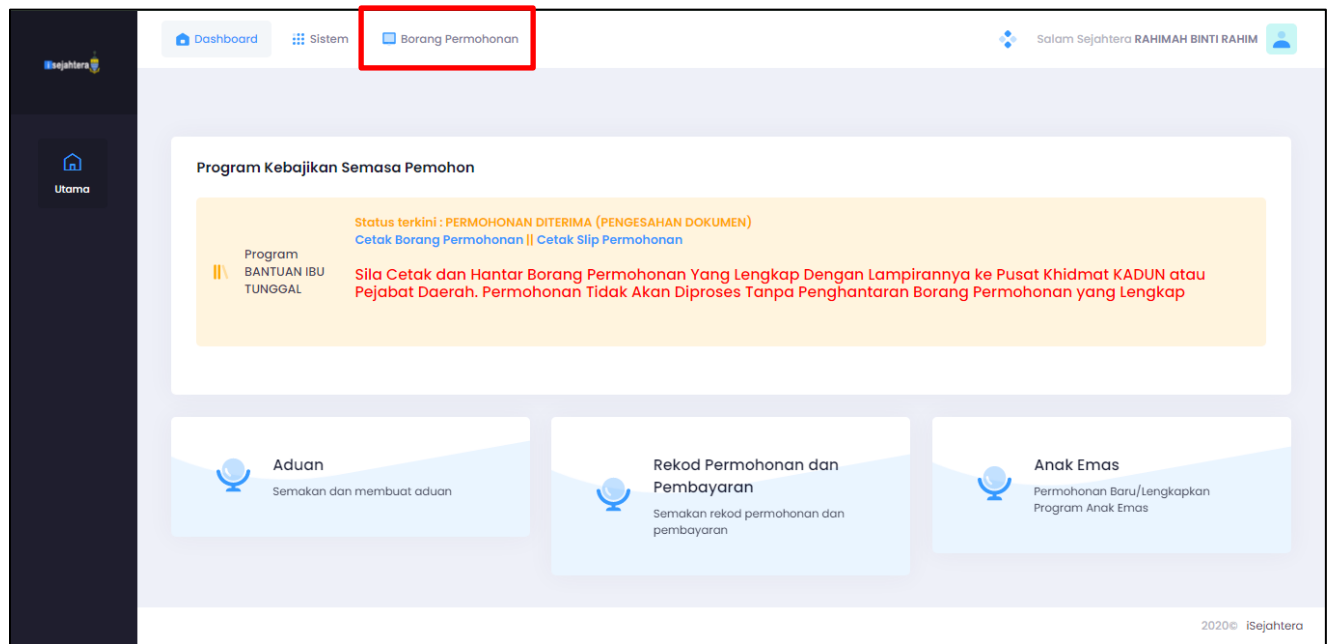 isejahtera
Dashboard
Sistem
Borang Permohonan
Salam Sejahtera RAHIMAH BINTI RAHIM
Utama
Program Kebajikan Semasa Pemohon
Program
BANTUAN IBU
TUNGGAL
Status terkini : PERMOHONAN DITERIMA (PENGESAHAN DOKUMEN)
Cetak Borang Permohonan || Cetak Slip Permohonan
Sila Cetak dan Hantar Borang Permohonan Yang Lengkap Dengan Lampirannya ke Pusat Khidmat KADUN atau
Pejabat Daerah. Permohonan Tidak Akan Diproses Tanpa Penghantaran Borang Permohonan yang Lengkap
Aduan
Semakan dan membuat aduan
Rekod Permohonan dan
Pembayaran
Semakan rekod permohonan dan
pembayaran
Anak Emas
Permohonan Baru/Lengkapkan
Program Anak Emas
2020© iSejahtera